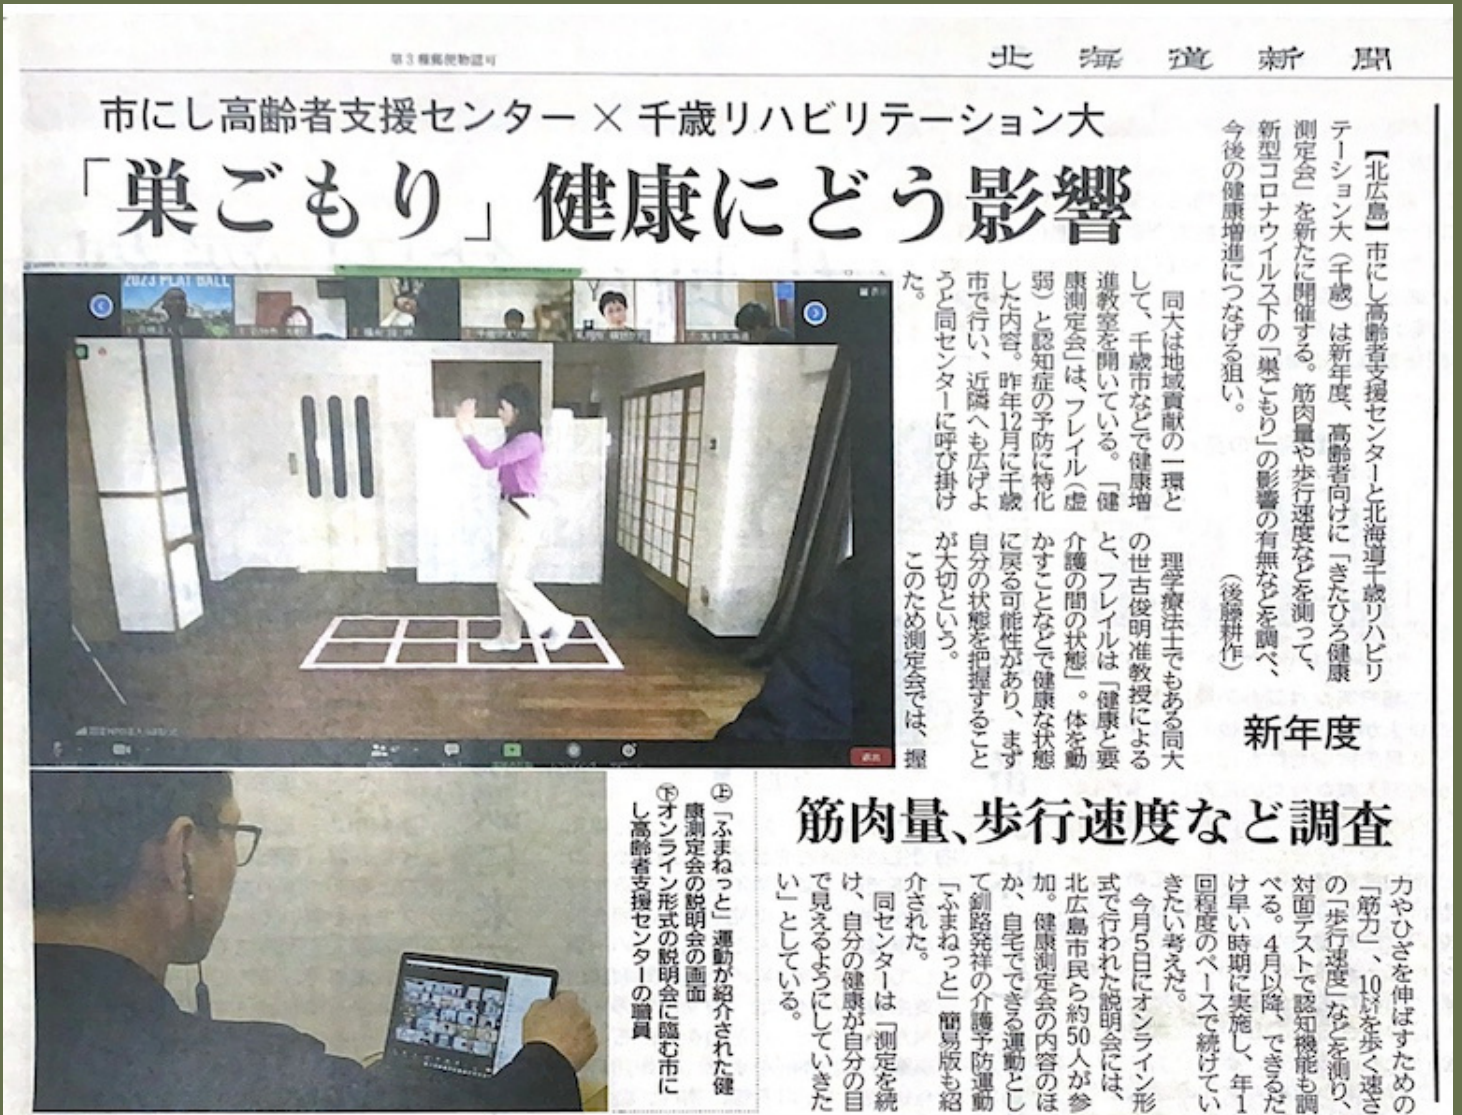 北海道新聞
第3種郵便物認可
市にし高齢者支援センター×千歳リハビリテーション大
「巣ごもり」健康にどう影響
【北広島】市にし高齢者支援センターと北海道千歳リハビリ
テーション大（千歳）は新年度、高齢者向けに「きたひろ健康
測定会」を新たに開催する。筋肉量や歩行速度などを測って、
新型コロナウイルス下の「巣ごもり」の影響の有無などを調べ、
今後の健康増進につなげる狙い。
（後藤耕作）
新年度
筋肉量、歩行速度など調査
同大は地域貢献の一環と
して、千歳市などで健康増
進教室を開いている。「健
康測定会」は、フレイル（虚
弱）と認知症の予防に特化
した内容。昨年12月に千歳
市で行い、近隣へも広げよ
うと同センターに呼び掛け
た。
理学療法士でもある同大
の世古俊明准教授による
と、フレイルは「健康と要
介護の間の状態」。体を動
かすことなどで健康な状態
に戻る可能性があり、まず
自分の状態を把握すること
が大切という。
このため測定会では、握
力やひざを伸ばすための
「筋力」、10㍍を歩く速さ
の「歩行速度」などを測り、
対面テストで認知機能も調
べる。4月以降、できるだ
け早い時期に実施し、年1
回程度のペースで続けてい
きたい考えだ。
今月5日にオンライン形
式で行われた説明会には、
北広島市民ら約50人が参
加。健康測定会の内容のほ
か、自宅でできる運動とし
て釧路発祥の介護予防運動
「ふまねっと」簡易版も紹
介された。
同センターは「測定を続
け、自分の健康が自分の目
で見えるようにしていきた
い」としている。
㊤「ふまねっと」運動が紹介された健
康測定会の説明会の画面
㊦オンライン形式の説明会に臨む市に
し高齢者支援センターの職員
2023 PLAY BALL
退出